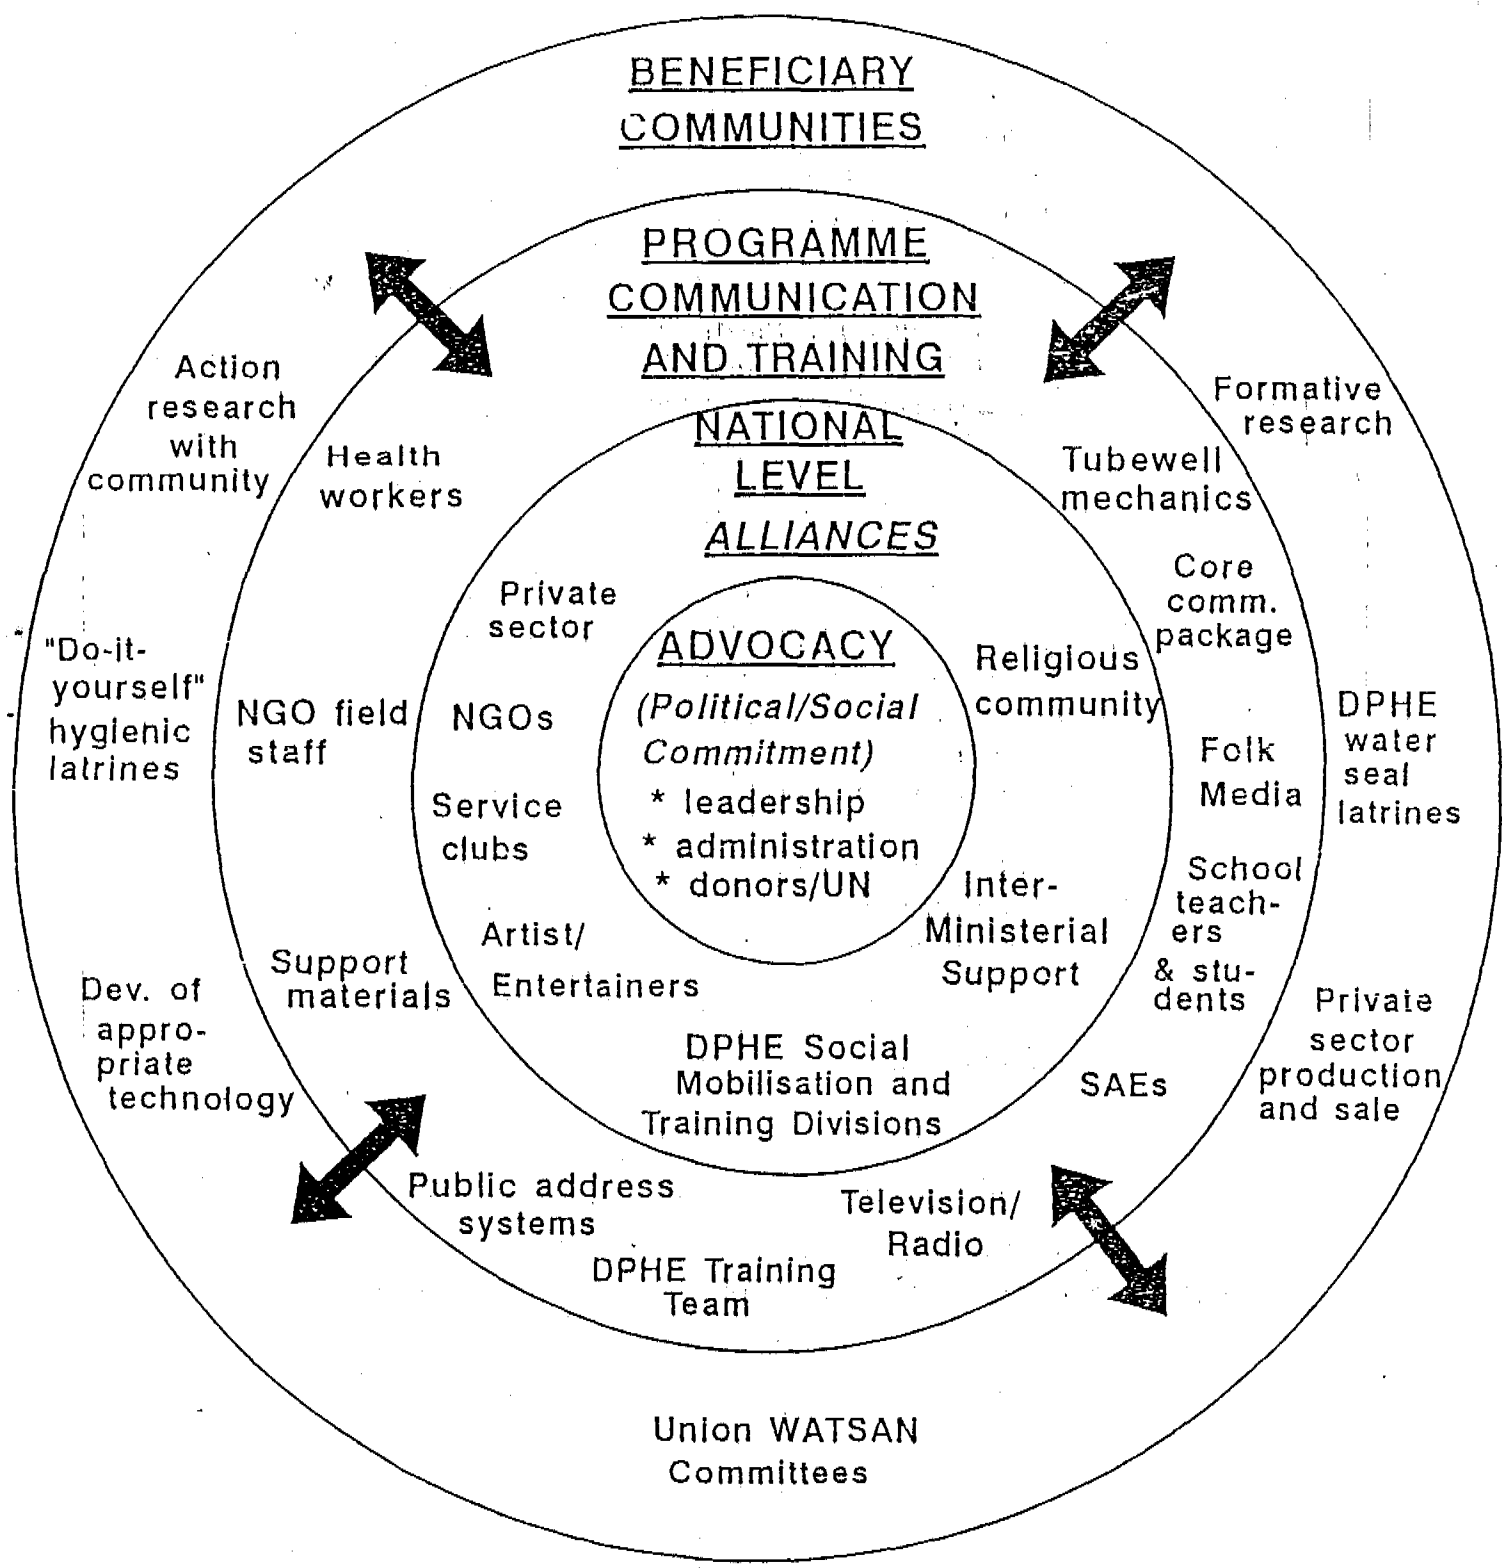 BENEFICIARY
COMMUNITIES
PROGRAMME
COMMUNICATION
AND TRAINING
NATIONAL
LEVEL
ALLIANCES
ADVOCACY
(Political/Social
Commitment)
* leadership
* administration
* donors/UN
Private
sector
NGOs
Service
clubs
Artist/
Entertainers
DPHE Social
Mobilisation and
Training Divisions
Inter-
Ministerial
Support
Religious
community
Health
workers
NGO field
staff
Support
materials
Public address
systems
DPHE Training
Team
Television/
Radio
SAEs
School
teach-
ers
& stu-
dents
Folk
Media
Core
comm.
package
Tubewell
mechanics
Action
research
with
community
"Do-it-
yourself"
hygienic
latrines
Dev. of
appro-
priate
technology
Union WATSAN
Committees
Private
sector
production
and sale
DPHE
water
seal
latrines
Formative
research